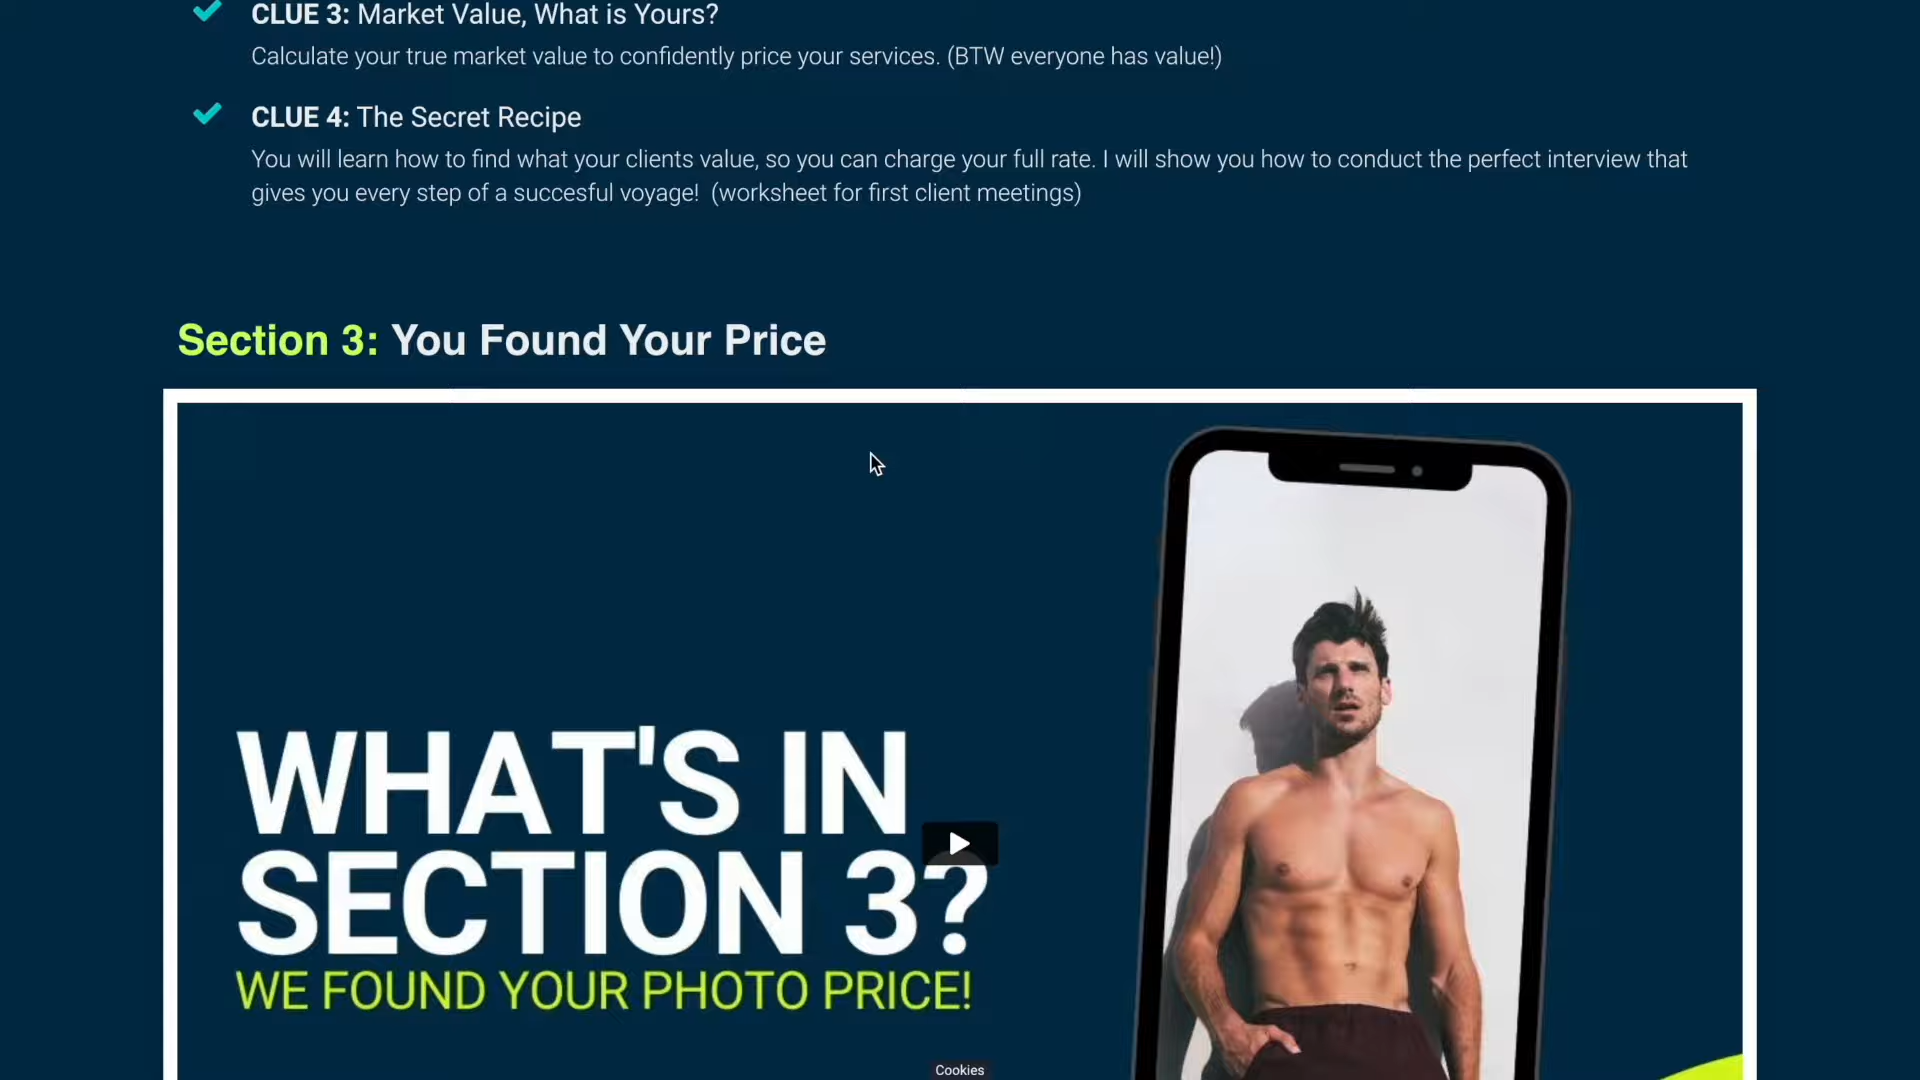 CLUE 3: Market Value, What is Yours?
Calculate your true market value to confidently price your services. (BTW everyone has value!)
CLUE 4: The Secret Recipe
You will learn how to find what your clients value, so you can charge your full rate. I will show you how to conduct the perfect interview that
gives you every step of a succesful voyage! (worksheet for first client meetings)
Section 3: You Found Your Price
WHAT'S IN
SECTION 3?
WE FOUND YOUR PHOTO PRICE!
Cookies